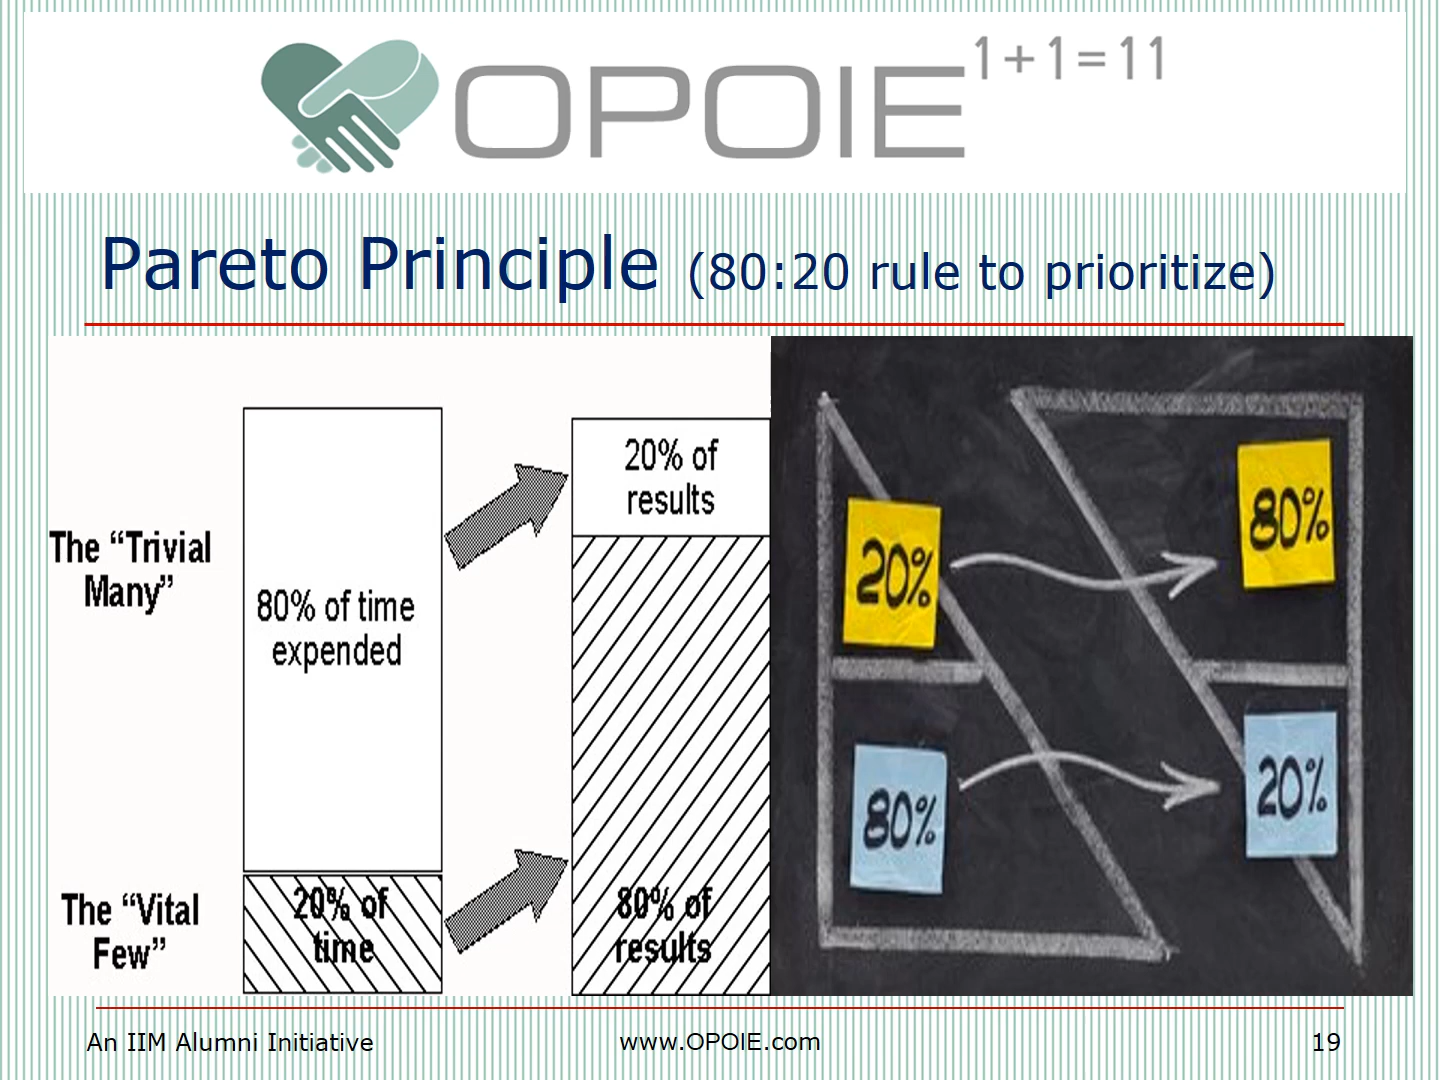 OPOIE 1+1=11
Pareto Principle (80:20 rule to prioritize)
The “Trivial
Many”
80% of time
expended
20% of
results
The “Vital
Few”
20% of
time
80% of
results
20%
80%
80%
20%
An IIM Alumni Initiative
www.OPOIE.com
19